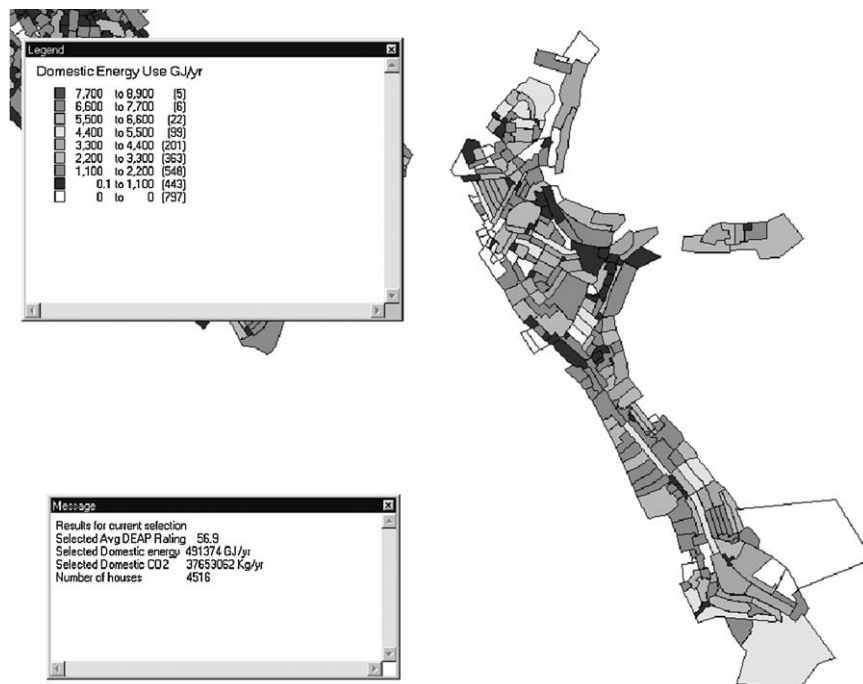 Legend
Domestic Energy Use GJ/yr
7,700 to 8,900 (5)
6,600 to 7,700 (6)
5,500 to 6,600 (22)
4,400 to 5,500 (99)
3,300 to 4,400 (201)
2,200 to 3,300 (363)
1,100 to 2,200 (548)
0.1 to 1,100 (443)
0 to 0 (797)
Message
Results for current selection
Selected Avg DEAP Rating 56.9
Selected Domestic energy 491374 GJ/yr
Selected Domestic CO2 37653062 Kg/yr
Number of houses 4516